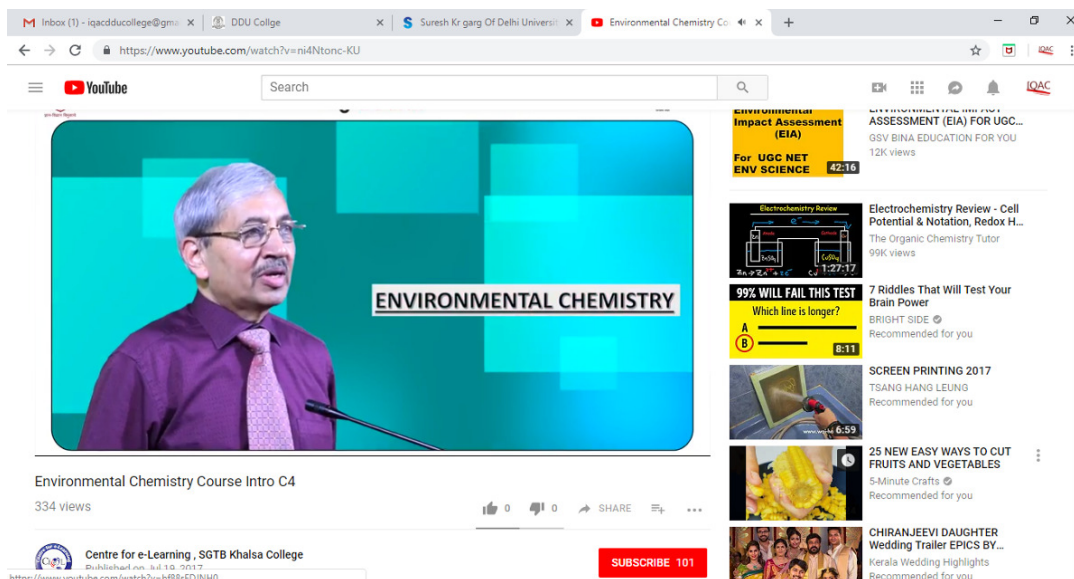 Inbox (1) - iqacdducollege@gma
DDU Collge
Suresh Kr garg Of Delhi Universit
Environmental Chemistry Co
https://www.youtube.com/watch?v=ni4Ntonc-KU
IQAC
YouTube
Search
IQAC
ENVIRONMENTAL CHEMISTRY
Environmental Chemistry Course Intro C4
334 views
0
0
SHARE
Centre for e-Learning , SGTB Khalsa College
Published on Jul 19, 2017
SUBSCRIBE 101
Environmental
Impact Assessment
(EIA)
For UGC NET
ENV SCIENCE
42:16
ENVIRONMENTAL IMPACT
ASSESSMENT (EIA) FOR UGC...
GSV BINA EDUCATION FOR YOU
12K views
Electrochemistry Review
1:27:17
Electrochemistry Review - Cell
Potential & Notation, Redox H...
The Organic Chemistry Tutor
99K views
99% WILL FAIL THIS TEST
Which line is longer?
A
B
8:11
7 Riddles That Will Test Your
Brain Power
BRIGHT SIDE
Recommended for you
6:59
SCREEN PRINTING 2017
TSANG HANG LEUNG
Recommended for you
25 NEW EASY WAYS TO CUT
FRUITS AND VEGETABLES
5-Minute Crafts
Recommended for you
CHIRANJEEVI DAUGHTER
Wedding Trailer EPICS BY...
Kerala Wedding Highlights
Recommended for you